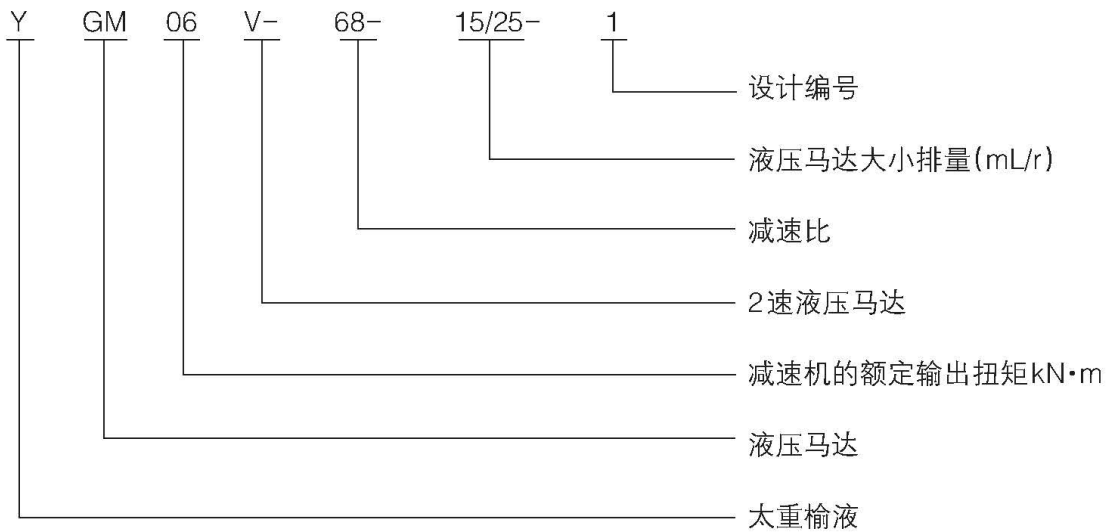 Y GM 06 V- 68- 15/25- 1
设计编号
液压马达大小排量(mL/r)
减速比
2速液压马达
减速机的额定输出扭矩kN·m
液压马达
太重榆液